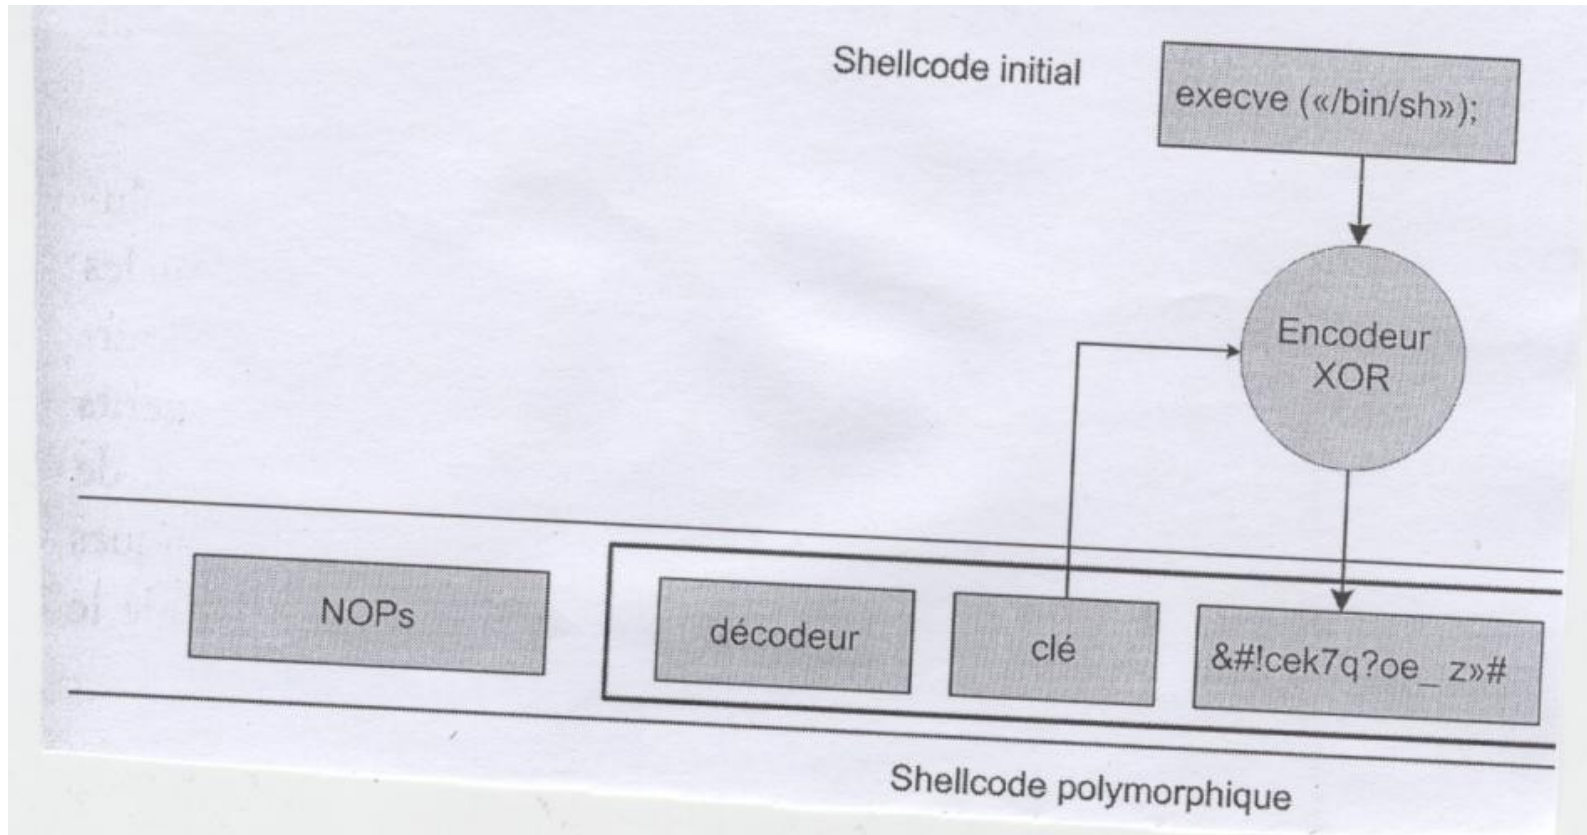 Shellcode initial
execve («/bin/sh»);
Encodeur
XOR
NOPs
décodeur
clé
&#!cek7q?oe_ z»#
Shellcode polymorphique